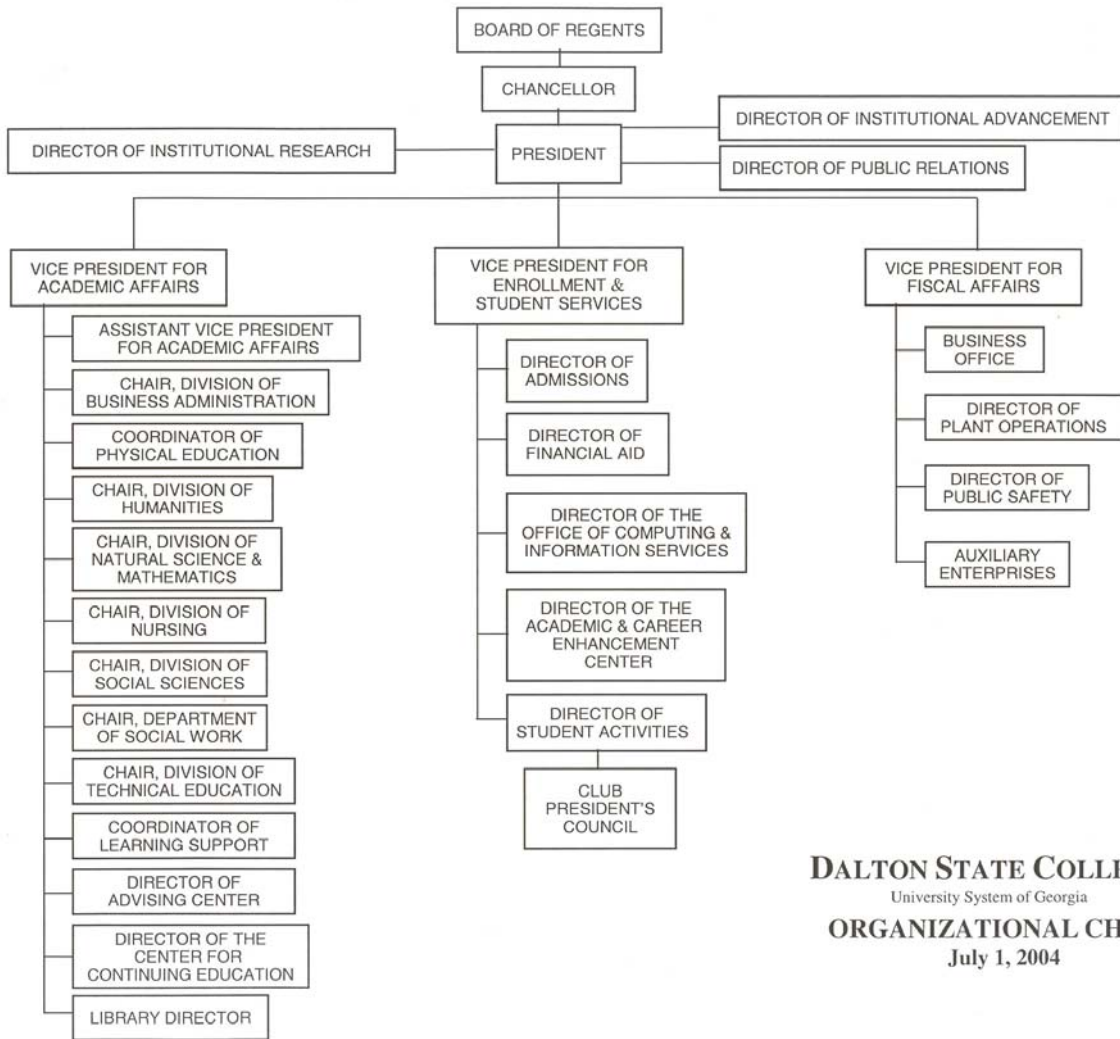 BOARD OF REGENTS
CHANCELLOR
DIRECTOR OF INSTITUTIONAL ADVANCEMENT
DIRECTOR OF INSTITUTIONAL RESEARCH
PRESIDENT
DIRECTOR OF PUBLIC RELATIONS
VICE PRESIDENT FOR
ACADEMIC AFFAIRS
ASSISTANT VICE PRESIDENT
FOR ACADEMIC AFFAIRS
CHAIR, DIVISION OF
BUSINESS ADMINISTRATION
COORDINATOR OF
PHYSICAL EDUCATION
CHAIR, DIVISION OF
HUMANITIES
CHAIR, DIVISION OF
NATURAL SCIENCE &
MATHEMATICS
CHAIR, DIVISION OF
NURSING
CHAIR, DIVISION OF
SOCIAL SCIENCES
CHAIR, DEPARTMENT
OF SOCIAL WORK
CHAIR, DIVISION OF
TECHNICAL EDUCATION
COORDINATOR OF
LEARNING SUPPORT
DIRECTOR OF
ADVISING CENTER
DIRECTOR OF THE
CENTER FOR
CONTINUING EDUCATION
LIBRARY DIRECTOR
VICE PRESIDENT FOR
ENROLLMENT &
STUDENT SERVICES
DIRECTOR OF
ADMISSIONS
DIRECTOR OF
FINANCIAL AID
DIRECTOR OF THE
OFFICE OF COMPUTING &
INFORMATION SERVICES
DIRECTOR OF THE
ACADEMIC & CAREER
ENHANCEMENT
CENTER
DIRECTOR OF
STUDENT ACTIVITIES
CLUB
PRESIDENT'S
COUNCIL
VICE PRESIDENT FOR
FISCAL AFFAIRS
BUSINESS
OFFICE
DIRECTOR OF
PLANT OPERATIONS
DIRECTOR OF
PUBLIC SAFETY
AUXILIARY
ENTERPRISES
DALTON STATE
University System of Georgia
ORGANIZATIONAL
July 1, 2004